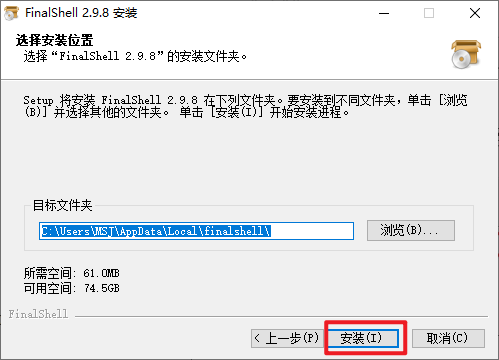 FinalShell 2.9.8 安装
选择安装位置
选择“FinalShell 2.9.8”的安装文件夹。
Setup 将安装 FinalShell 2.9.8 在下列文件夹。要安装到不同文件夹，单击 [浏览
(B)] 并选择其他的文件夹。 单击 [安装(I)] 开始安装进程。
目标文件夹
C:\Users\MSJ\AppData\Local\finalshell\
浏览(B)...
所需空间: 61.0MB
可用空间: 74.5GB
FinalShell
< 上一步(P)
安装(I)
取消(C)